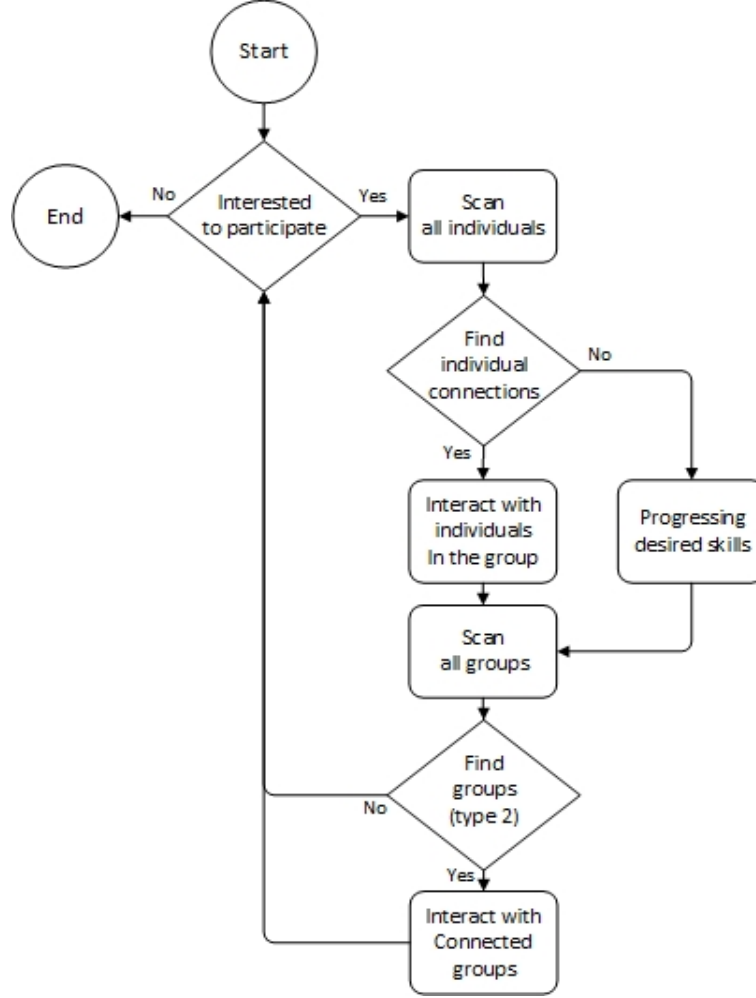 Start
No
Interested
to participate
Yes
End
Scan
all individuals
Find
individual
connections
No
Yes
Interact with
individuals
In the group
Progressing
desired skills
Scan
all groups
Find
groups
(type 2)
No
Yes
Interact with
Connected
groups